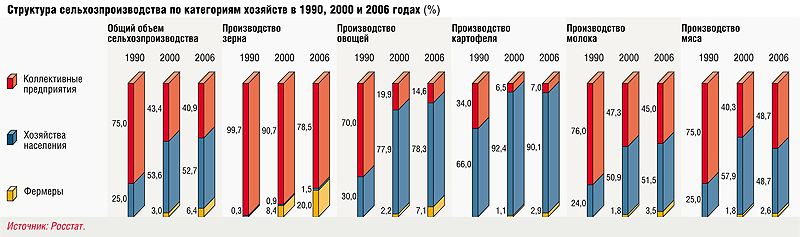 Структура сельхозпроизводства по категориям хозяйств в 1990, 2000 и 2006 годах (%)
Коллективные
предприятия
Хозяйства
населения
Фермеры
Общий объем
сельхозпроизводства
1990 2000 2006
75,0 43,4 40,9
25,0 53,6 52,7
3,0 6,4
Производство
зерна
1990 2000 2006
99,7 90,7 78,5
0,3 0,9 1,5
8,4 20,0
Производство
овощей
1990 2000 2006
70,0 19,9 14,6
30,0 77,9 78,3
2,2 7,1
Производство
картофеля
1990 2000 2006
34,0 6,5 7,0
66,0 92,4 90,1
1,1 2,9
Производство
молока
1990 2000 2006
76,0 47,3 45,0
24,0 50,9 51,5
1,8 3,5
Производство
мяса
1990 2000 2006
75,0 40,3 48,7
25,0 57,9 48,7
1,8 2,6
Источник: Росстат.